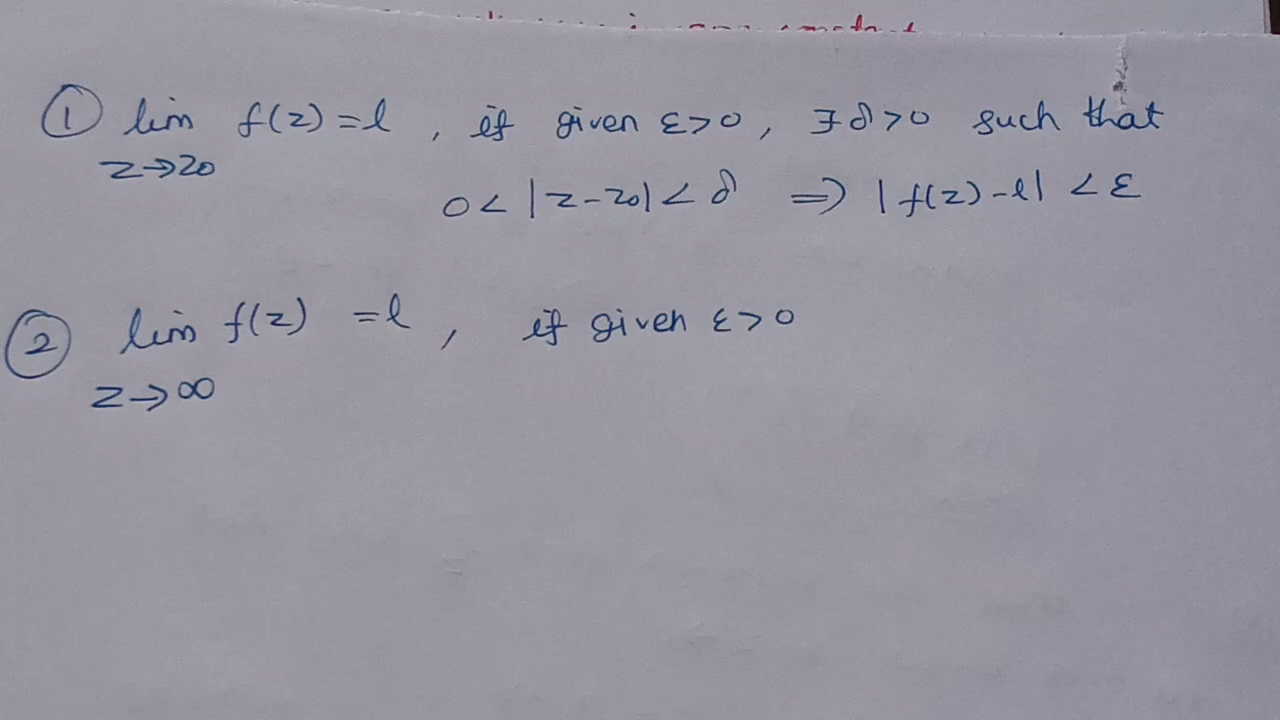 ① lim f(z) = l , if given ε>0, ∃ δ>0 such that
z→z0
0< |z-z0| < δ ⇒ |f(z)-l| < ε
② lim f(z) = l , if given ε>0
z→∞